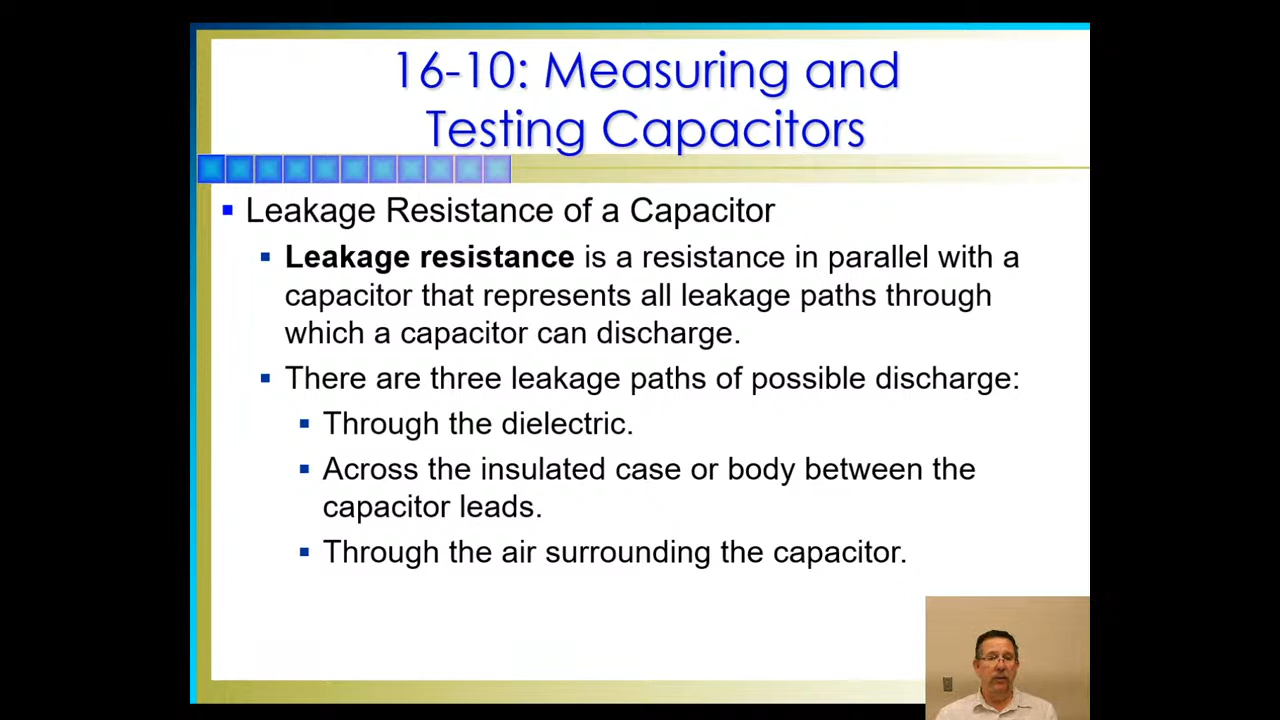 16-10: Measuring and
Testing Capacitors
Leakage Resistance of a Capacitor
Leakage resistance is a resistance in parallel with a
capacitor that represents all leakage paths through
which a capacitor can discharge.
There are three leakage paths of possible discharge:
Through the dielectric.
Across the insulated case or body between the
capacitor leads.
Through the air surrounding the capacitor.